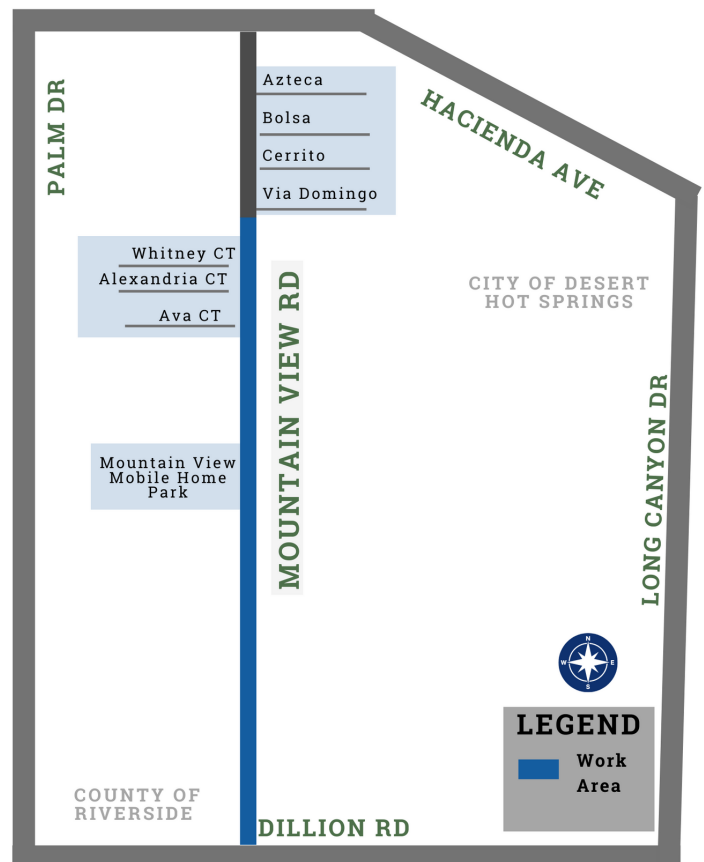 PALM DR
Azteca
Bolsa
Cerrito
Via Domingo
HACIENDA AVE
Whitney CT
Alexandria CT
Ava CT
MOUNTAIN VIEW RD
CITY OF DESERT
HOT SPRINGS
LONG CANYON DR
Mountain View
Mobile Home
Park
N
W
E
S
LEGEND
Work
Area
COUNTY OF
RIVERSIDE
DILLION RD